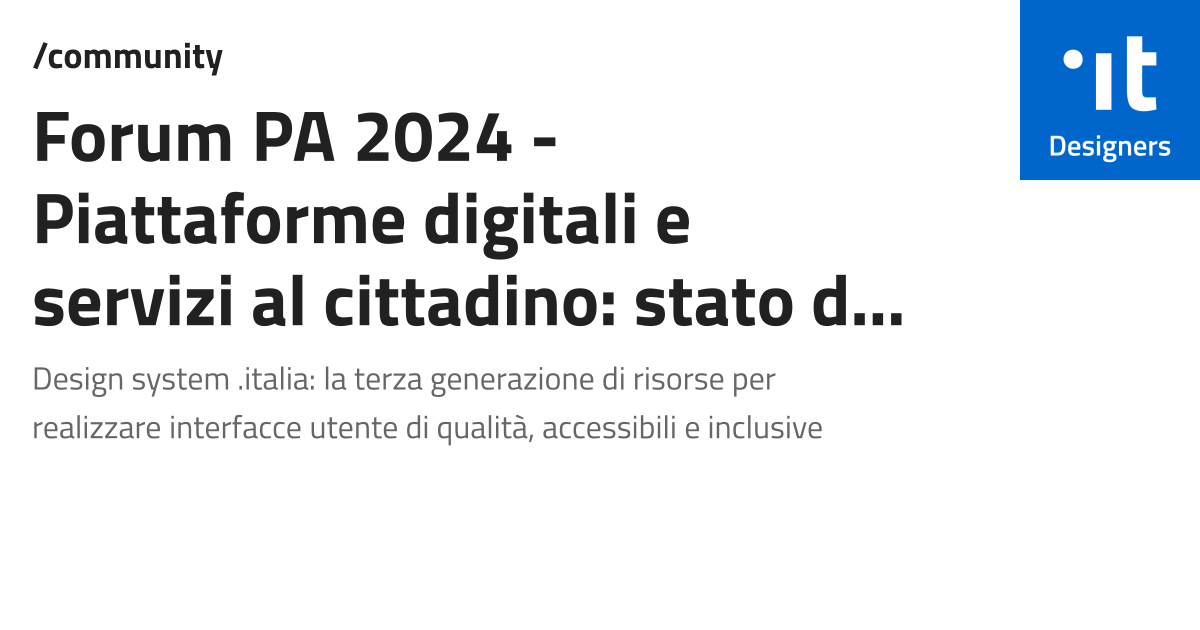 /community
Forum PA 2024 -
Piattaforme digitali e
servizi al cittadino: stato d...
Design system .italia: la terza generazione di risorse per
realizzare interfacce utente di qualità, accessibili e inclusive
.it
Designers